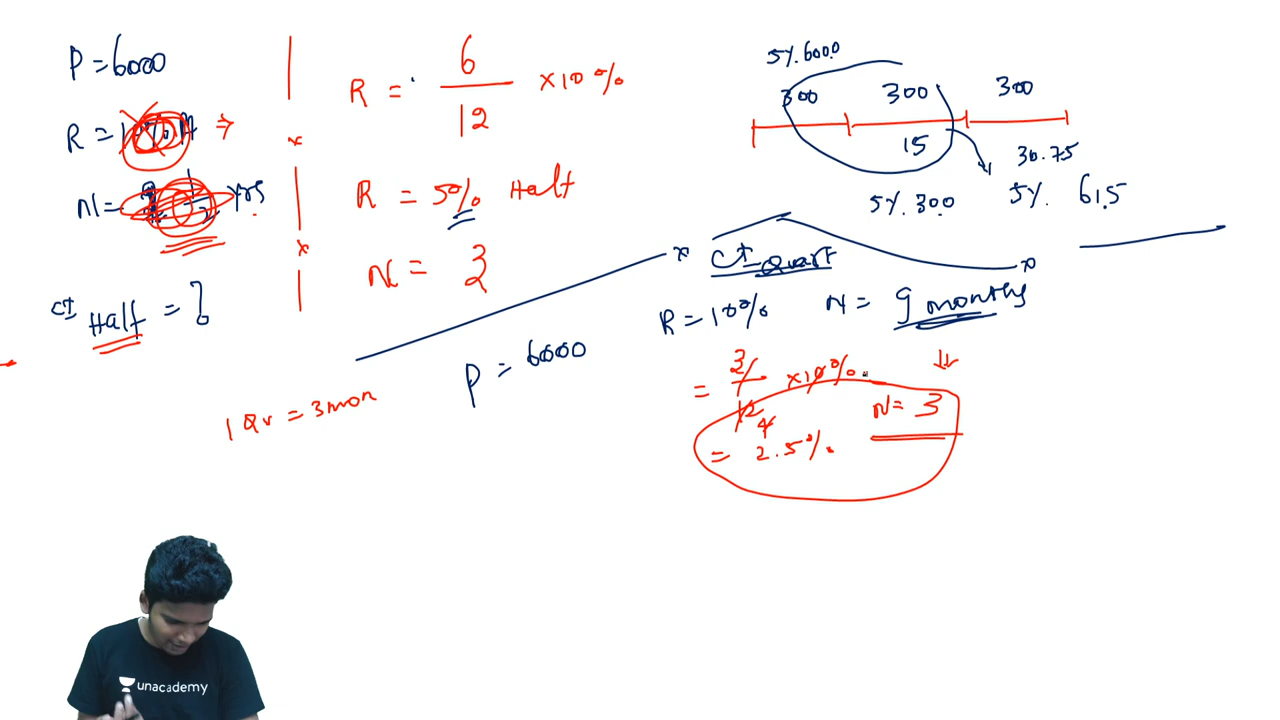 P = 6000
N = yrs
CI Half = ?
R = 6/12 × 10%
R = 5% Half
N = 3
5%.6000
300 300 300
15 30.75
5%.300 5%. 615
CI Quart
P = 6000 R = 10% N = 9 months
1 Qr = 3 mon
= 3/12 × 10%
4
N = 3
= 2.5%.
unacademy